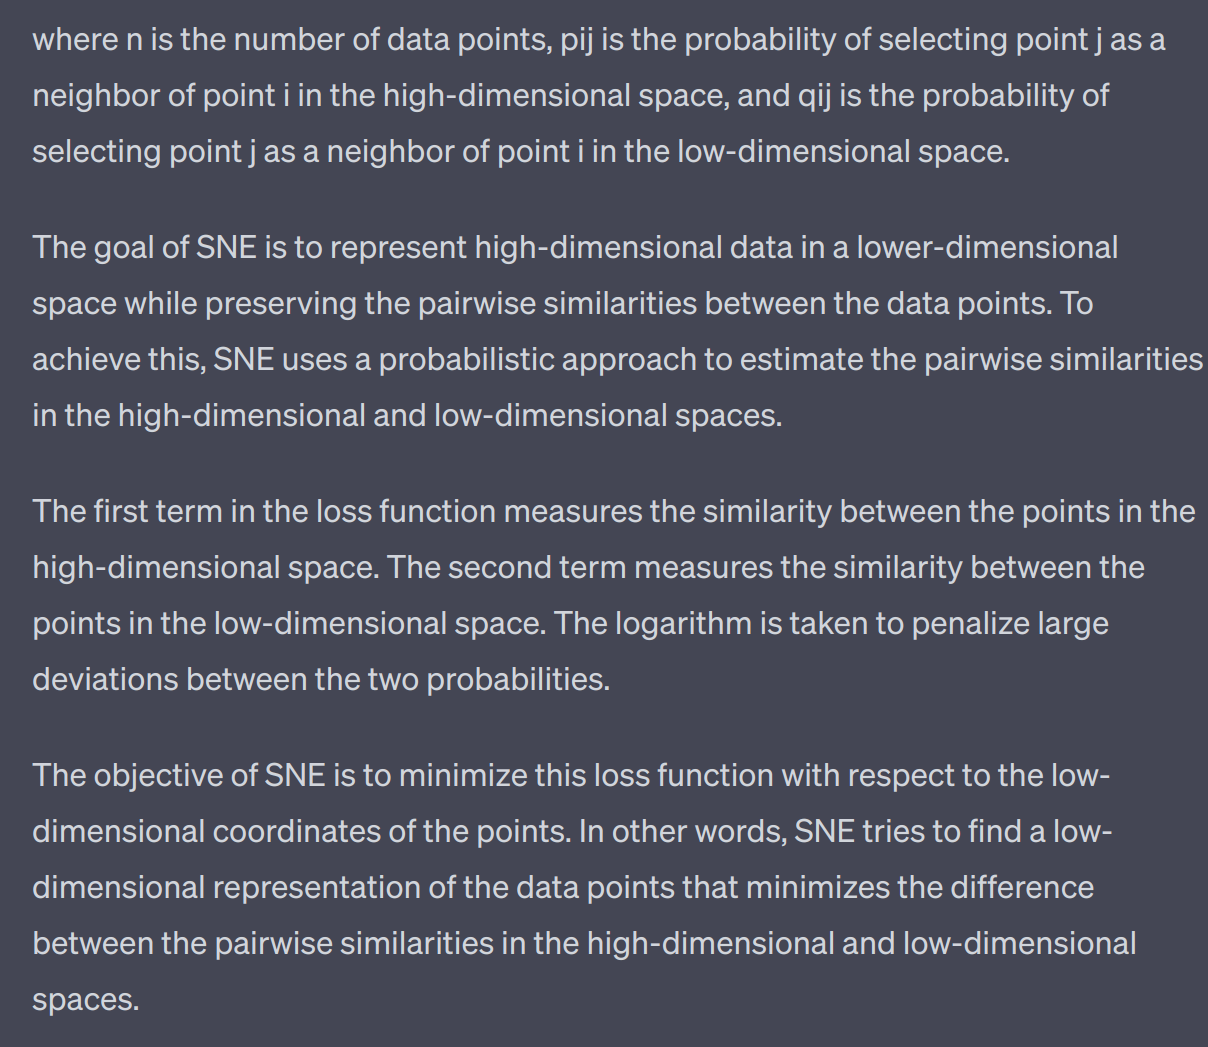 where n is the number of data points, pij is the probability of selecting point j as a
neighbor of point i in the high-dimensional space, and qij is the probability of
selecting point j as a neighbor of point i in the low-dimensional space.
The goal of SNE is to represent high-dimensional data in a lower-dimensional
space while preserving the pairwise similarities between the data points. To
achieve this, SNE uses a probabilistic approach to estimate the pairwise similarities
in the high-dimensional and low-dimensional spaces.
The first term in the loss function measures the similarity between the points in the
high-dimensional space. The second term measures the similarity between the
points in the low-dimensional space. The logarithm is taken to penalize large
deviations between the two probabilities.
The objective of SNE is to minimize this loss function with respect to the low-
dimensional coordinates of the points. In other words, SNE tries to find a low-
dimensional representation of the data points that minimizes the difference
between the pairwise similarities in the high-dimensional and low-dimensional
spaces.